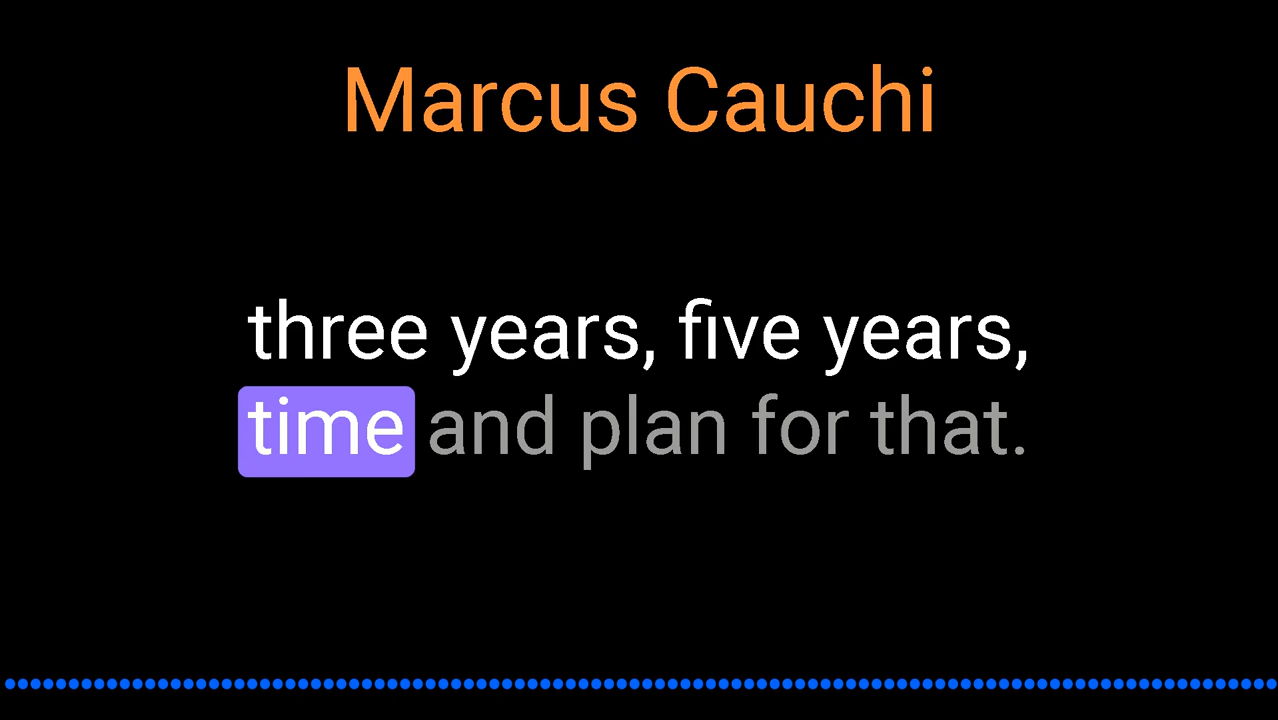 Marcus Cauchi
three years, five years,
time and plan for that.